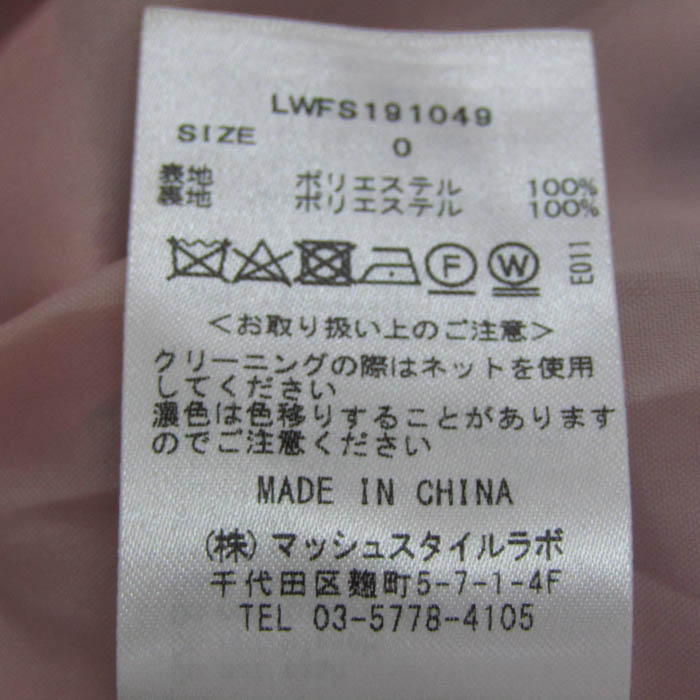 LWFS191049
SIZE 0
表地 ポリエステル 100%
裏地 ポリエステル 100%
F W E011
<お取り扱い上のご注意>
クリーニングの際はネットを使用
してください
濃色は色移りすることがあります
のでご注意ください
MADE IN CHINA
(株)マッシュスタイルラボ
千代田区麹町5-7-1-4F
TEL 03-5778-4105